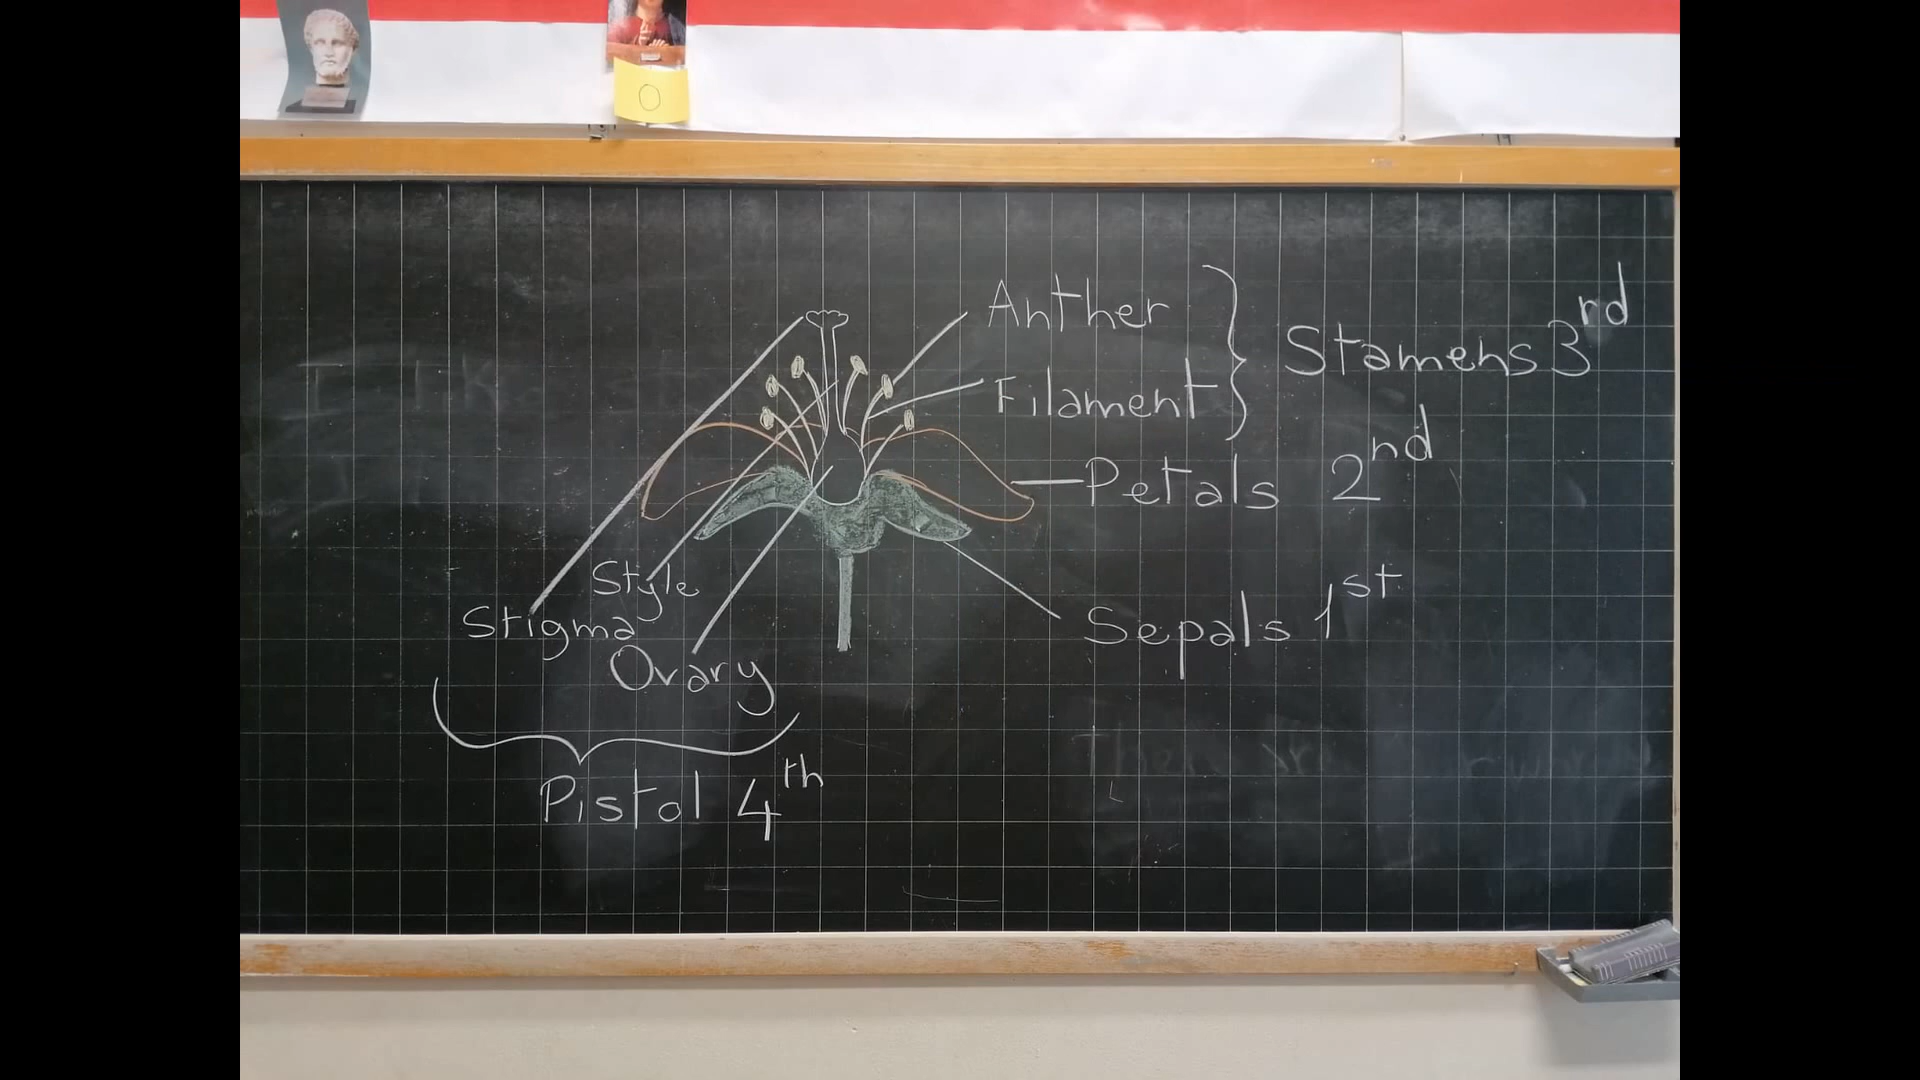 O
Anther
Filament
Stamens 3rd
Petals 2nd
Style
Stigma
Ovary
Sepals 1st
Pistol 4th